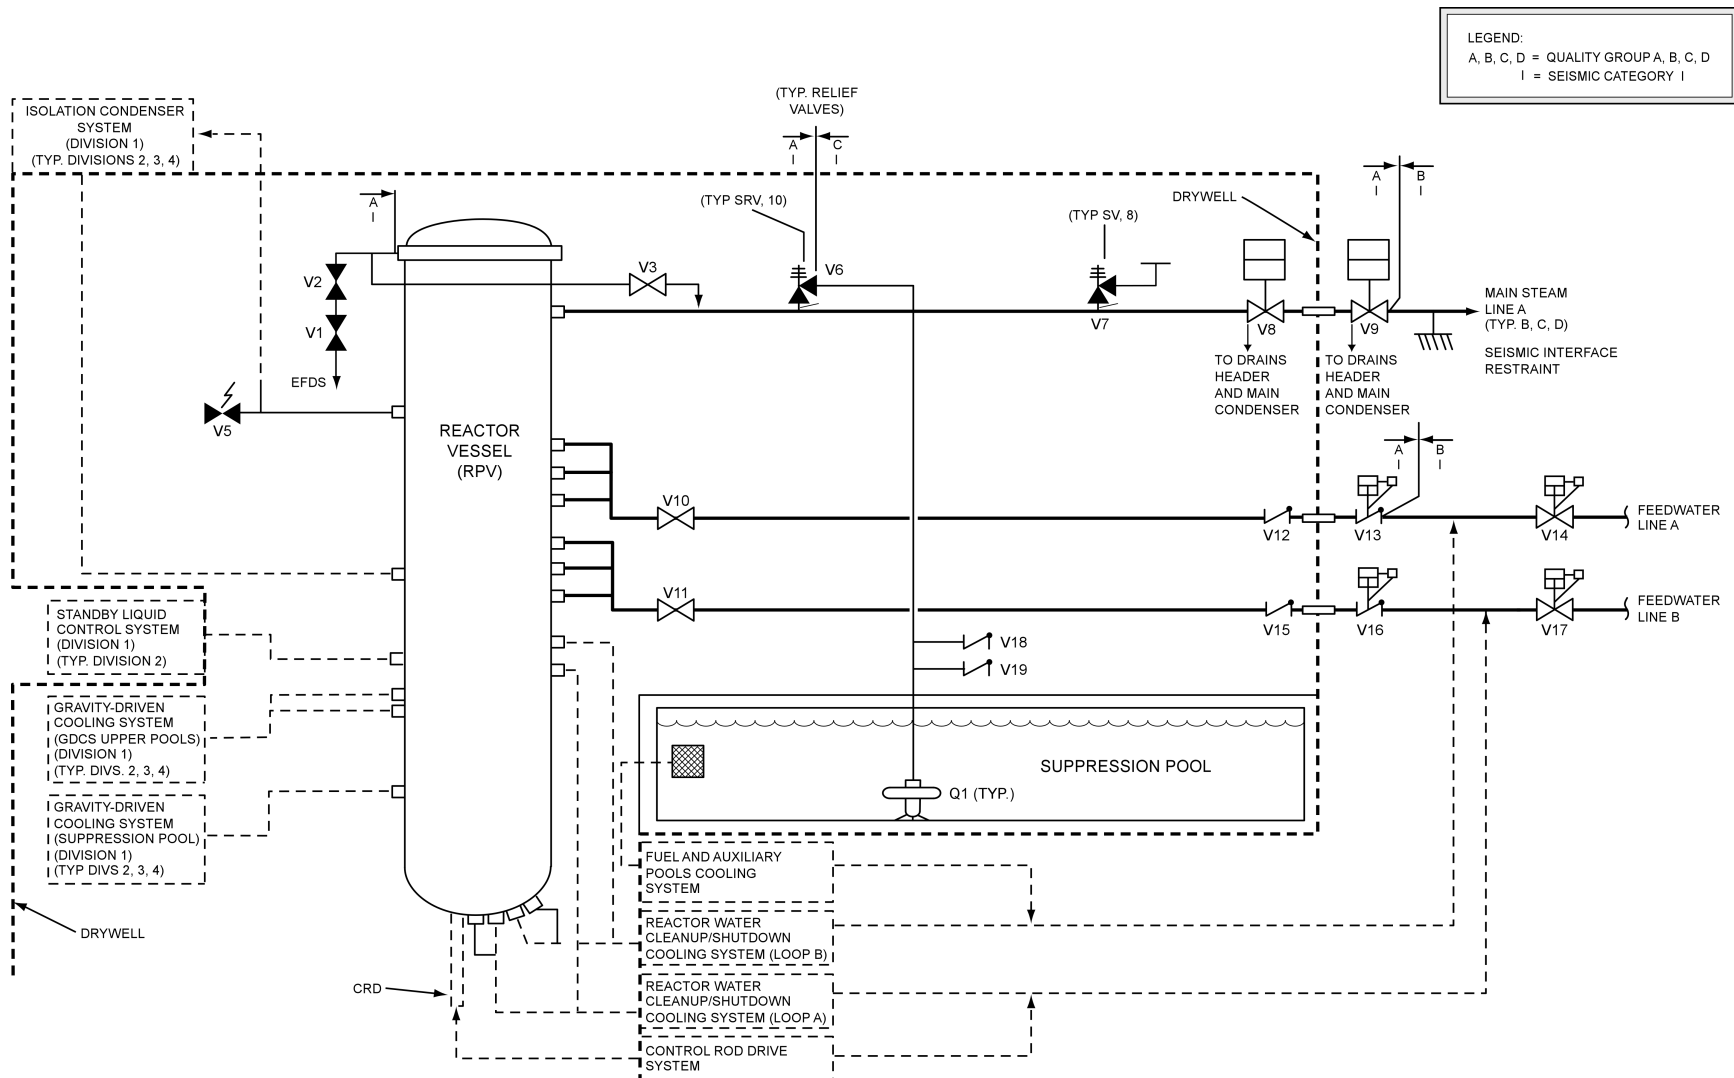 LEGEND:
A, B, C, D = QUALITY GROUP A, B, C, D
I = SEISMIC CATEGORY I
ISOLATION CONDENSER
SYSTEM
(DIVISION 1)
(TYP. DIVISIONS 2, 3, 4)
(TYP. RELIEF
VALVES)
A C
I I
A
I
(TYP SRV, 10)
(TYP SV, 8)
DRYWELL
A B
I I
V2
V1
EFDS
V3
V6
V7
V8
V9
MAIN STEAM
LINE A
(TYP. B, C, D)
SEISMIC INTERFACE
RESTRAINT
TO DRAINS
HEADER
AND MAIN
CONDENSER
TO DRAINS
HEADER
AND MAIN
CONDENSER
V5
REACTOR
VESSEL
(RPV)
A B
I I
V10
V12
V13
V14
FEEDWATER
LINE A
V11
V15
V16
V17
FEEDWATER
LINE B
V18
V19
STANDBY LIQUID
CONTROL SYSTEM
(DIVISION 1)
(TYP. DIVISION 2)
GRAVITY-DRIVEN
COOLING SYSTEM
(GDCS UPPER POOLS)
(DIVISION 1)
(TYP. DIVS. 2, 3, 4)
GRAVITY-DRIVEN
COOLING SYSTEM
(SUPPRESSION POOL)
(DIVISION 1)
(TYP DIVS 2, 3, 4)
SUPPRESSION POOL
Q1 (TYP.)
DRYWELL
CRD
FUEL AND AUXILIARY
POOLS COOLING
SYSTEM
REACTOR WATER
CLEANUP/SHUTDOWN
COOLING SYSTEM (LOOP B)
REACTOR WATER
CLEANUP/SHUTDOWN
COOLING SYSTEM (LOOP A)
CONTROL ROD DRIVE
SYSTEM